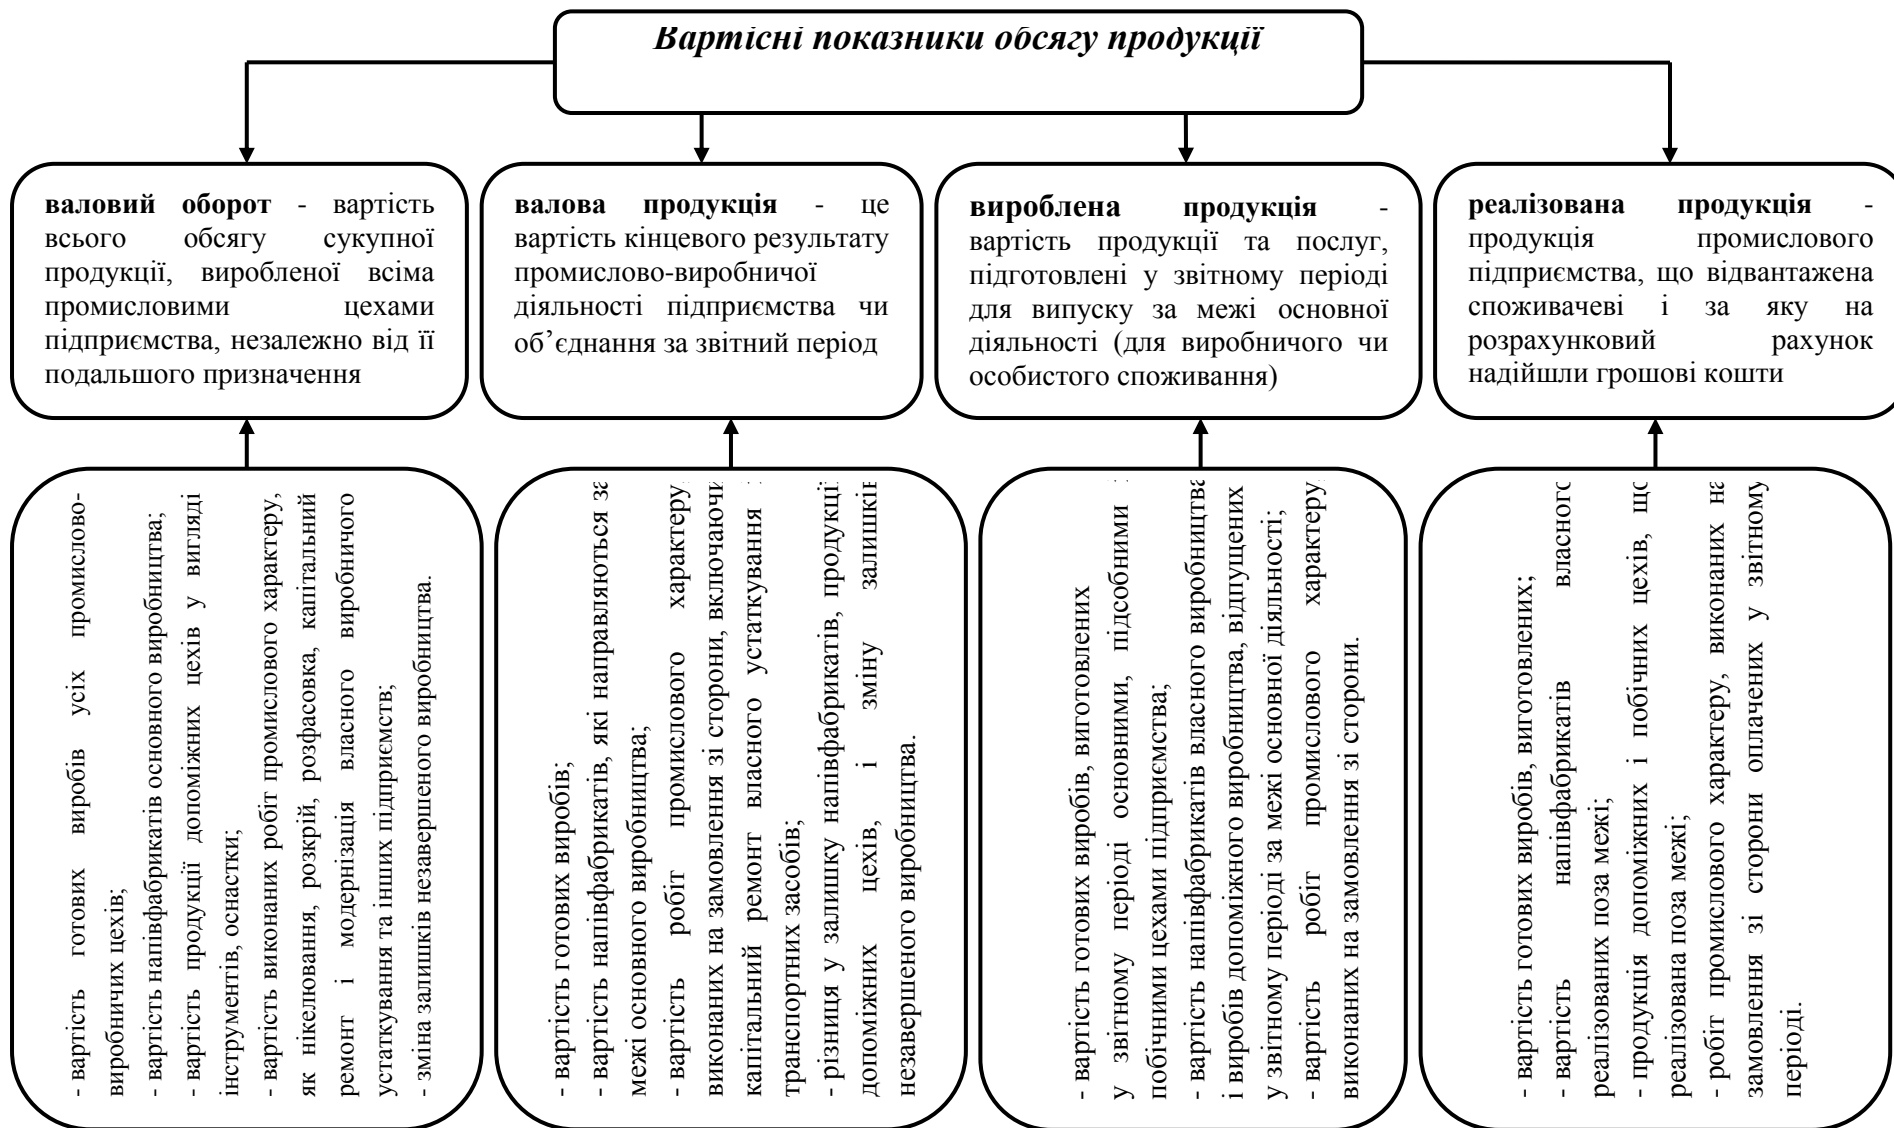 Вартісні показники обсягу продукції
валовий оборот - вартість
всього обсягу сукупної
продукції, виробленої всіма
промисловими цехами
підприємства, незалежно від її
подальшого призначення
валова продукція - це
вартість кінцевого результату
промислово-виробничої
діяльності підприємства чи
об’єднання за звітний період
вироблена продукція -
вартість продукції та послуг,
підготовлені у звітному періоді
для випуску за межі основної
діяльності (для виробничого чи
особистого споживання)
реалізована продукція -
продукція промислового
підприємства, що відвантажена
споживачеві і за яку на
розрахунковий рахунок
надійшли грошові кошти
- вартість готових виробів усіх промислово-
виробничих цехів;
- вартість напівфабрикатів основного виробництва;
- вартість продукції допоміжних цехів у вигляді
інструментів, оснастки;
- вартість виконаних робіт промислового характеру,
як нікелювання, розкрій, розфасовка, капітальний
ремонт і модернізація власного виробничого
устаткування та інших підприємств;
- зміна залишків незавершеного виробництва.
- вартість готових виробів;
- вартість напівфабрикатів, які направляються за
межі основного виробництва;
- вартість робіт промислового характеру,
виконаних на замовлення зі сторони, включаючи
капітальний ремонт власного устаткування
транспортних засобів;
- різниця у залишку напівфабрикатів, продукції
допоміжних цехів, і зміну залишків
незавершеного виробництва.
- вартість готових виробів, виготовлених
у звітному періоді основними, підсобними
побічними цехами підприємства;
- вартість напівфабрикатів власного виробництва
і виробів допоміжного виробництва, відпущених
у звітному періоді за межі основної діяльності;
- вартість робіт промислового характеру,
виконаних на замовлення зі сторони.
- вартість готових виробів, виготовлених;
- вартість напівфабрикатів власного
реалізованих поза межі;
- продукція допоміжних і побічних цехів, що
реалізована поза межі;
- робіт промислового характеру, виконаних на
замовлення зі сторони оплачених у звітному
періоді.